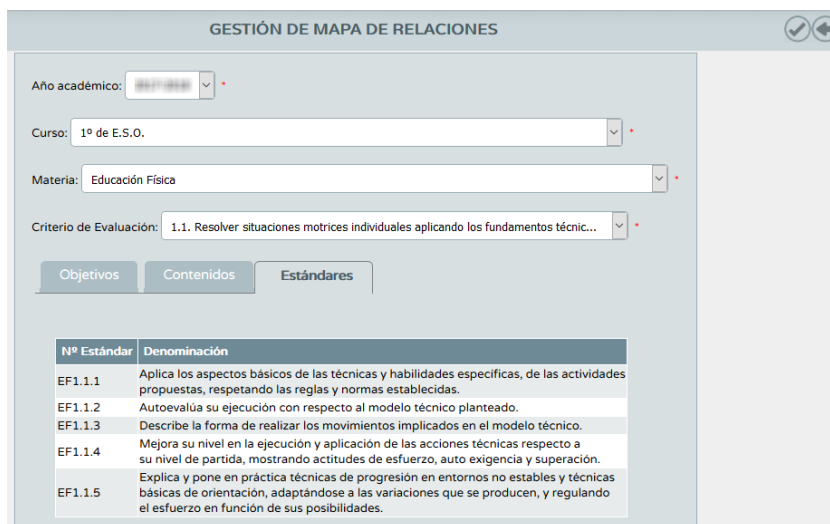 GESTIÓN DE MAPA DE RELACIONES
Año académico: *
Curso: 1º de E.S.O. *
Materia: Educación Física *
Criterio de Evaluación: 1.1. Resolver situaciones motrices individuales aplicando los fundamentos técnic... *
Objetivos Contenidos Estándares
Nº Estándar Denominación
EF1.1.1 Aplica los aspectos básicos de las técnicas y habilidades específicas, de las actividades
propuestas, respetando las reglas y normas establecidas.
EF1.1.2 Autoevalúa su ejecución con respecto al modelo técnico planteado.
EF1.1.3 Describe la forma de realizar los movimientos implicados en el modelo técnico.
EF1.1.4 Mejora su nivel en la ejecución y aplicación de las acciones técnicas respecto a
su nivel de partida, mostrando actitudes de esfuerzo, auto exigencia y superación.
EF1.1.5 Explica y pone en práctica técnicas de progresión en entornos no estables y técnicas
básicas de orientación, adaptándose a las variaciones que se producen, y regulando
el esfuerzo en función de sus posibilidades.